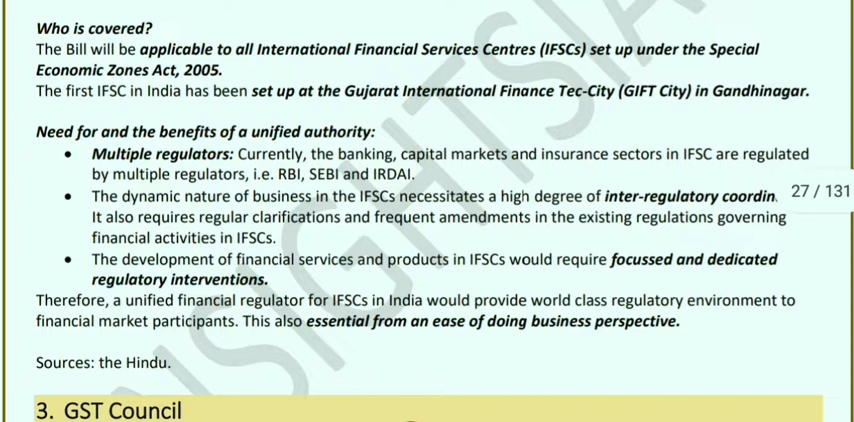 Who is covered?
The Bill will be applicable to all International Financial Services Centres (IFSCs) set up under the Special
Economic Zones Act, 2005.
The first IFSC in India has been set up at the Gujarat International Finance Tec-City (GIFT City) in Gandhinagar.
Need for and the benefits of a unified authority:
• Multiple regulators: Currently, the banking, capital markets and insurance sectors in IFSC are regulated
by multiple regulators, i.e. RBI, SEBI and IRDAI.
• The dynamic nature of business in the IFSCs necessitates a high degree of inter-regulatory coordin
27 / 131
It also requires regular clarifications and frequent amendments in the existing regulations governing
financial activities in IFSCs.
• The development of financial services and products in IFSCs would require focussed and dedicated
regulatory interventions.
Therefore, a unified financial regulator for IFSCs in India would provide world class regulatory environment to
financial market participants. This also essential from an ease of doing business perspective.
Sources: the Hindu.
3. GST Council
NSIGHTSIA